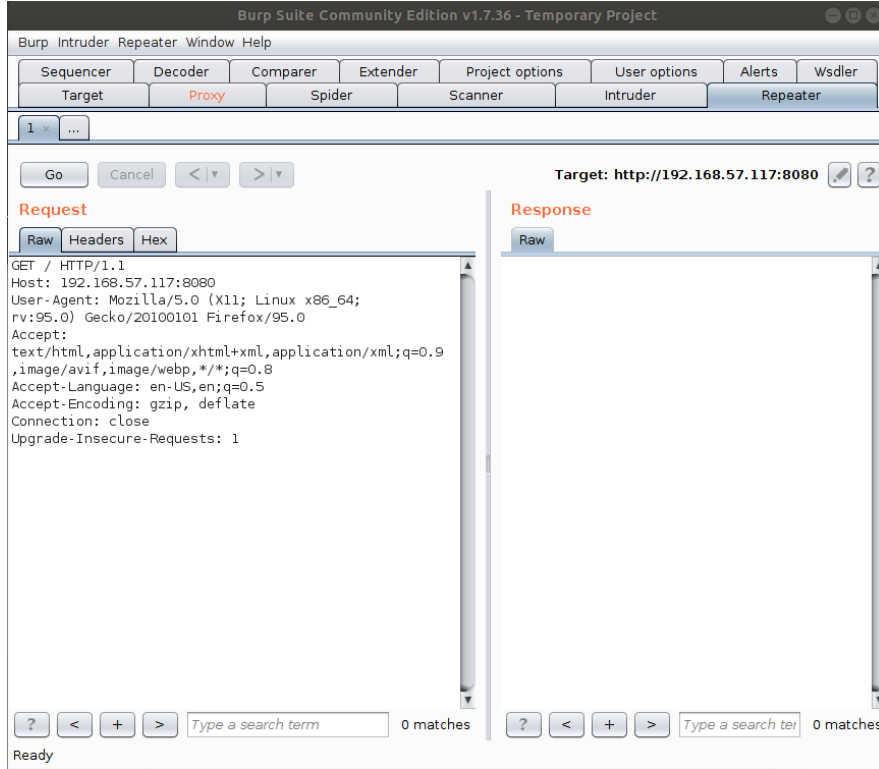 Burp Suite Community Edition v1.7.36 - Temporary Project
Burp Intruder Repeater Window Help
Sequencer Decoder Comparer Extender Project options User options Alerts Wsdler
Target Proxy Spider Scanner Intruder Repeater
1 × ...
Go Cancel < | ▼ > | ▼ Target: http://192.168.57.117:8080 ?
Request Response
Raw Headers Hex Raw
GET / HTTP/1.1
Host: 192.168.57.117:8080
User-Agent: Mozilla/5.0 (X11; Linux x86_64;
rv:95.0) Gecko/20100101 Firefox/95.0
Accept:
text/html,application/xhtml+xml,application/xml;q=0.9
,image/avif,image/webp,*/*;q=0.8
Accept-Language: en-US,en;q=0.5
Accept-Encoding: gzip, deflate
Connection: close
Upgrade-Insecure-Requests: 1
? < + > Type a search term 0 matches ? < + > Type a search ter 0 matches
Ready